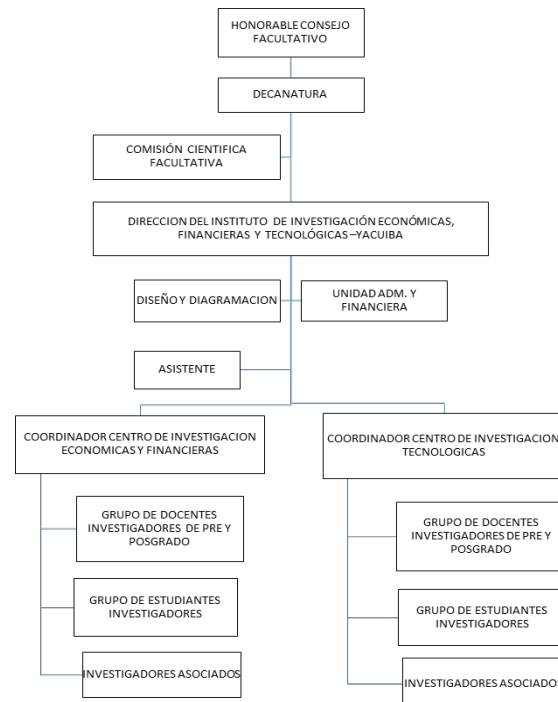 HONORABLE CONSEJO
FACULTATIVO
DECANATURA
COMISIÓN CIENTIFICA
FACULTATIVA
DIRECCION DEL INSTITUTO DE INVESTIGACIÓN ECONÓMICAS,
FINANCIERAS Y TECNOLÓGICAS –YACUIBA
DISEÑO Y DIAGRAMACION
UNIDAD ADM. Y
FINANCIERA
ASISTENTE
COORDINADOR CENTRO DE INVESTIGACION
ECONOMICAS Y FINANCIERAS
GRUPO DE DOCENTES
INVESTIGADORES DE PRE Y
POSGRADO
GRUPO DE ESTUDIANTES
INVESTIGADORES
INVESTIGADORES ASOCIADOS
COORDINADOR CENTRO DE INVESTIGACION
TECNOLOGICAS
GRUPO DE DOCENTES
INVESTIGADORES DE PRE Y
POSGRADO
GRUPO DE ESTUDIANTES
INVESTIGADORES
INVESTIGADORES ASOCIADOS